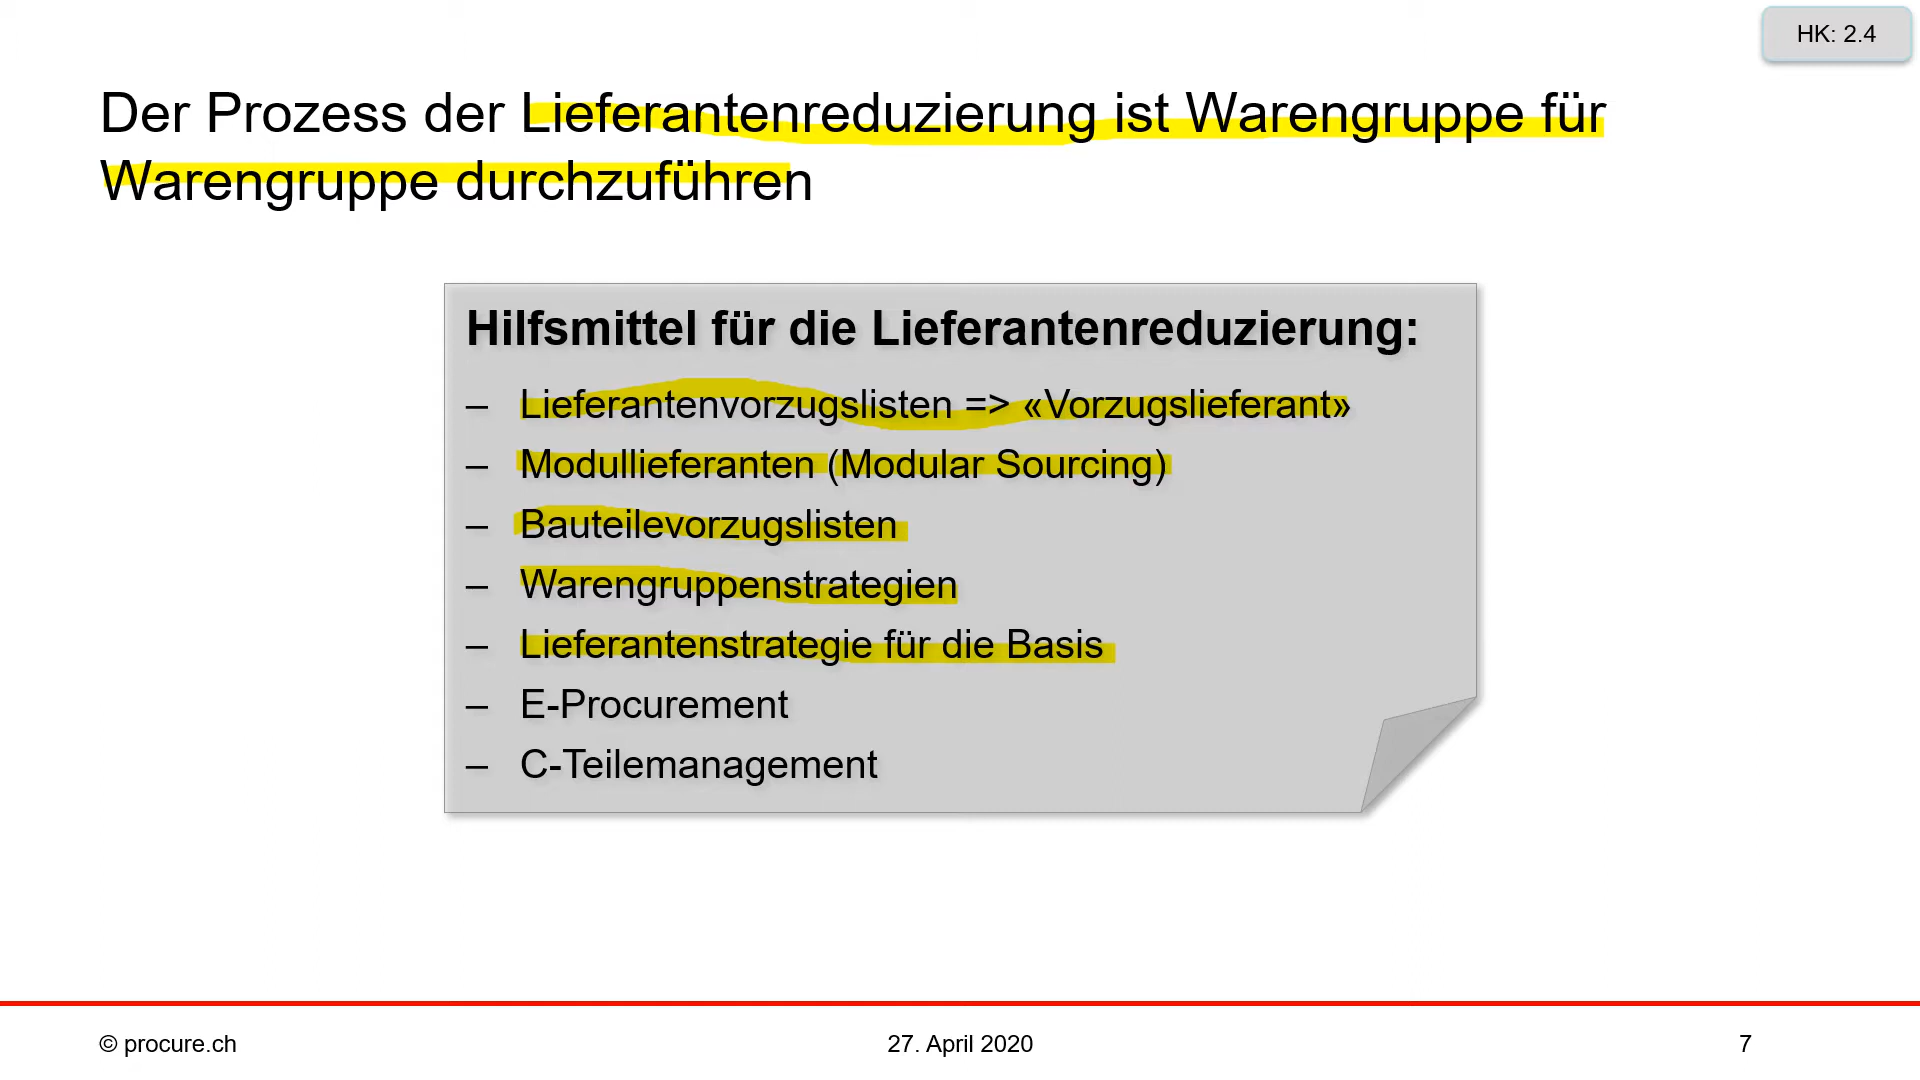 HK: 2.4
Der Prozess der Lieferantenreduzierung ist Warengruppe für
Warengruppe durchzuführen
Hilfsmittel für die Lieferantenreduzierung:
– Lieferantenvorzugslisten => «Vorzugslieferant»
– Modullieferanten (Modular Sourcing)
– Bauteilevorzugslisten
– Warengruppenstrategien
– Lieferantenstrategie für die Basis
– E-Procurement
– C-Teilemanagement
© procure.ch
27. April 2020
7